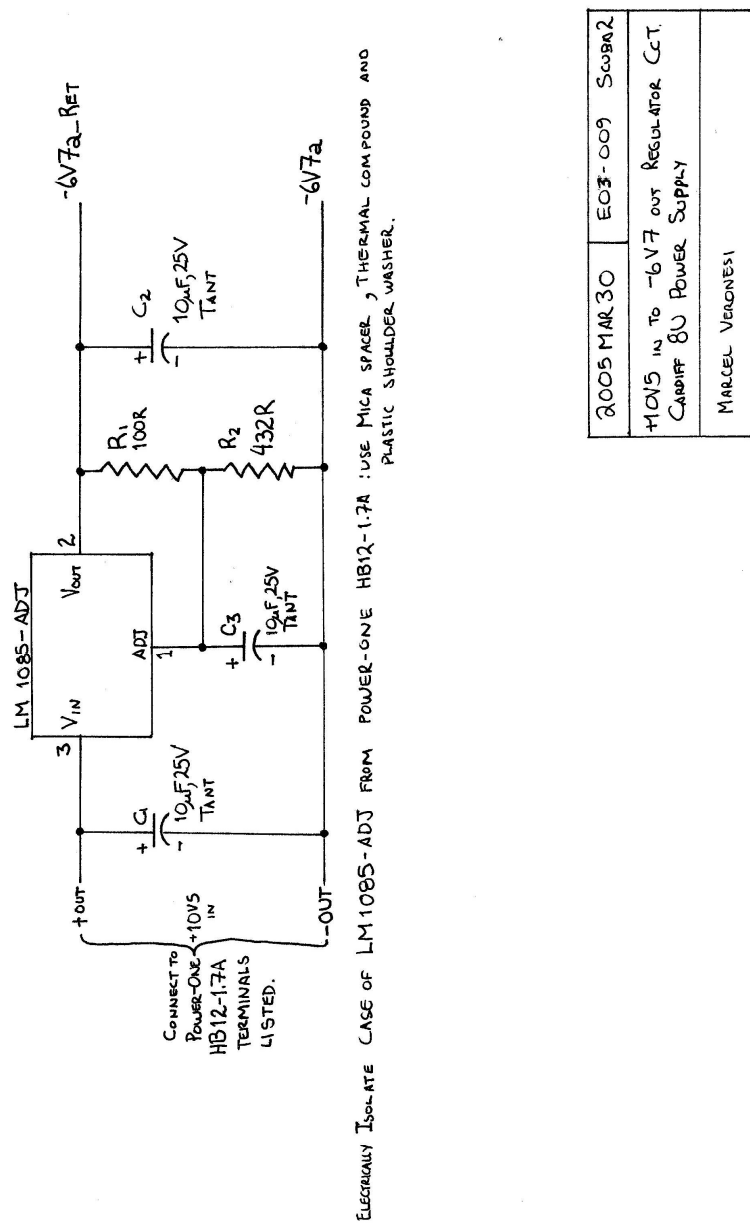 LM 1085-ADJ
3
VIN
VOUT
2
ADJ
1
+OUT
-6V7a_RET
+
C1
-
10µF,25V
TANT
+
C3
-
10µF,25V
TANT
R1
100R
R2
432R
+
C2
-
10µF,25V
TANT
CONNECT TO
POWER-ONE
HB12-1.7A
TERMINALS
LISTED.
+10V5
IN
-OUT
-6V7a
ELECTRICALLY ISOLATE CASE OF LM1085-ADJ FROM POWER-ONE HB12-1.7A : USE MICA SPACER, THERMAL COMPOUND AND
PLASTIC SHOULDER WASHER.
2005 MAR 30 E03-009 SCUBA2
+10V5 IN TO -6V7 OUT REGULATOR CCT.
CARDIFF 8U POWER SUPPLY
MARCEL VERONESI